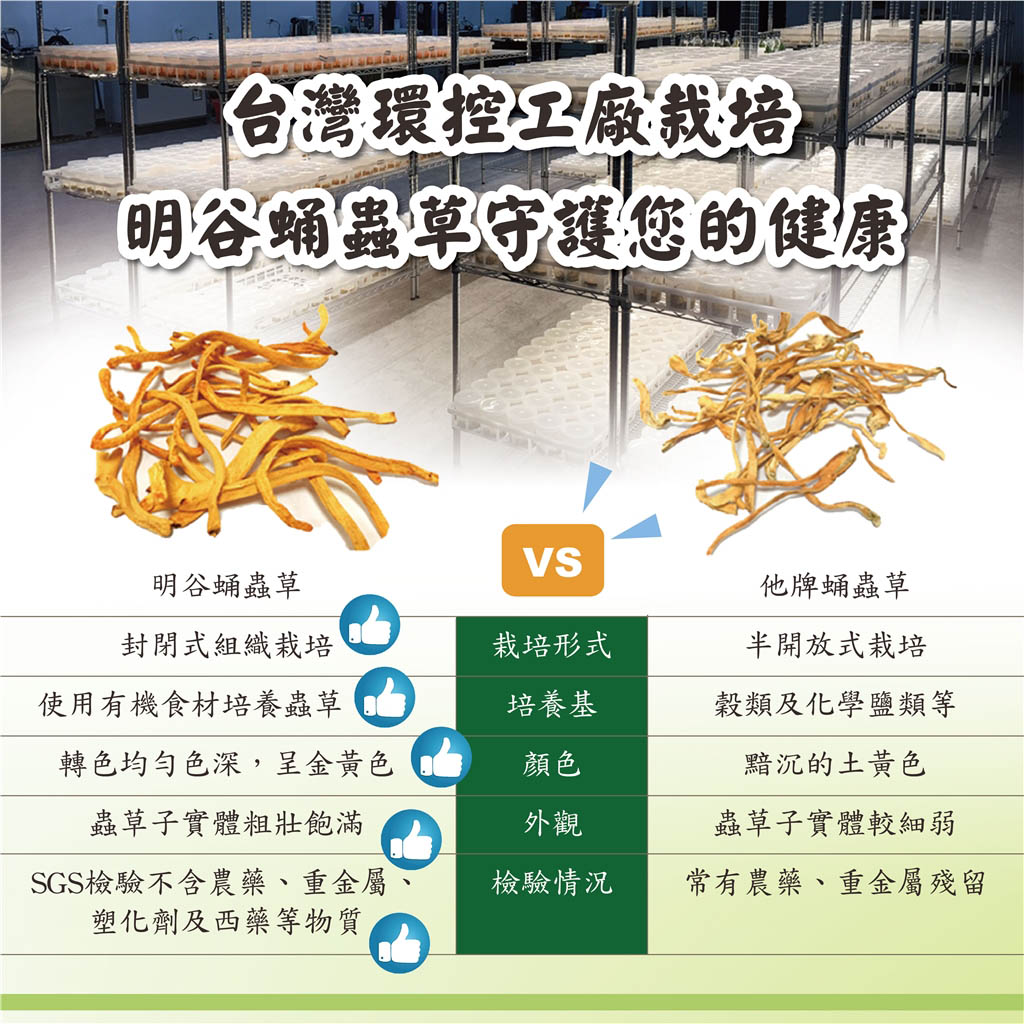 台灣環控工廠栽培
明谷蛹蟲草守護您的健康
VS
明谷蛹蟲草
他牌蛹蟲草
封閉式組織栽培
栽培形式
半開放式栽培
使用有機食材培養蟲草
培養基
穀類及化學鹽類等
轉色均勻色深，呈金黃色
顏色
黯沉的土黃色
蟲草子實體粗壯飽滿
外觀
蟲草子實體較細弱
SGS檢驗不含農藥、重金屬、
塑化劑及西藥等物質
檢驗情況
常有農藥、重金屬殘留